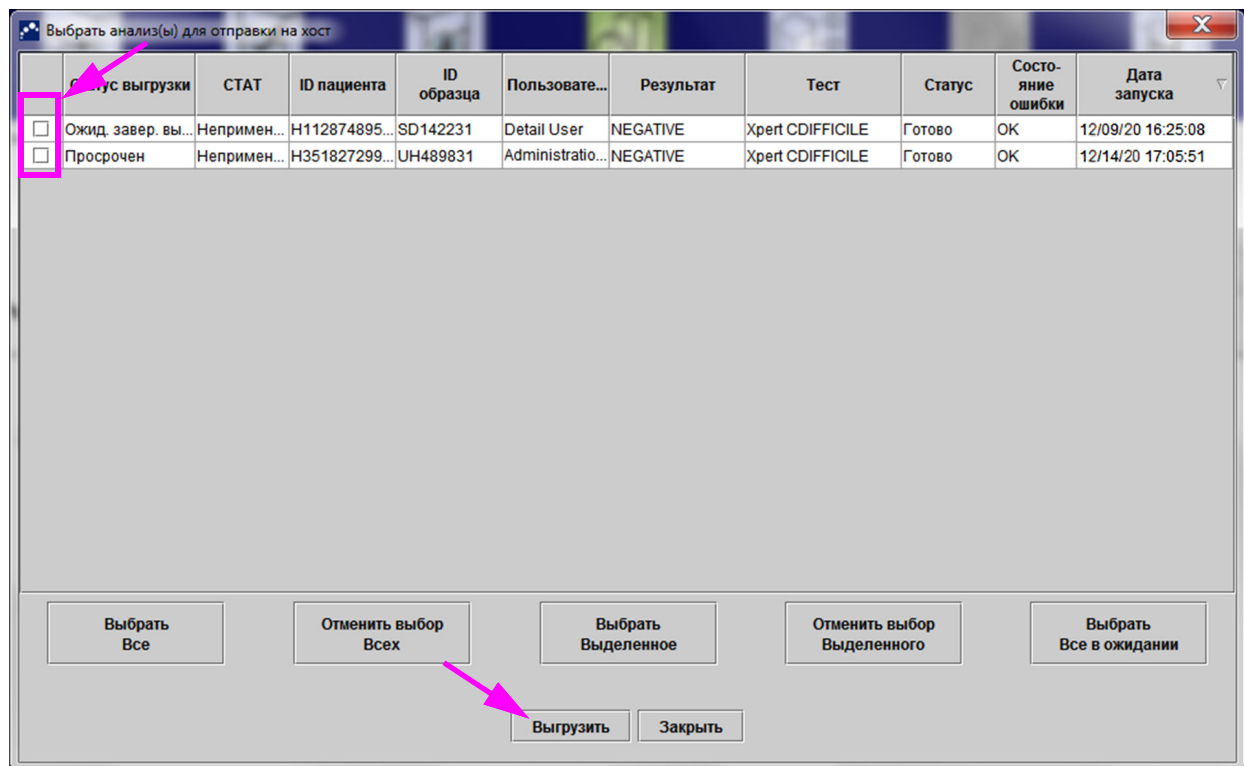 Выбрать анализ(ы) для отправки на хост
выгрузки СТАТ ID пациента ID образца Пользовате... Результат Тест Статус Состо-яние ошибки Дата запуска
Ожид. завер. вы... Непримен... H112874895... SD142231 Detail User NEGATIVE Xpert CDIFFICILE Готово OK 12/09/20 16:25:08
Просрочен Непримен... H351827299... UH489831 Administratio... NEGATIVE Xpert CDIFFICILE Готово OK 12/14/20 17:05:51
Выбрать Все
Отменить выбор Всех
Выбрать Выделенное
Отменить выбор Выделенного
Выбрать Все в ожидании
Выгрузить Закрыть